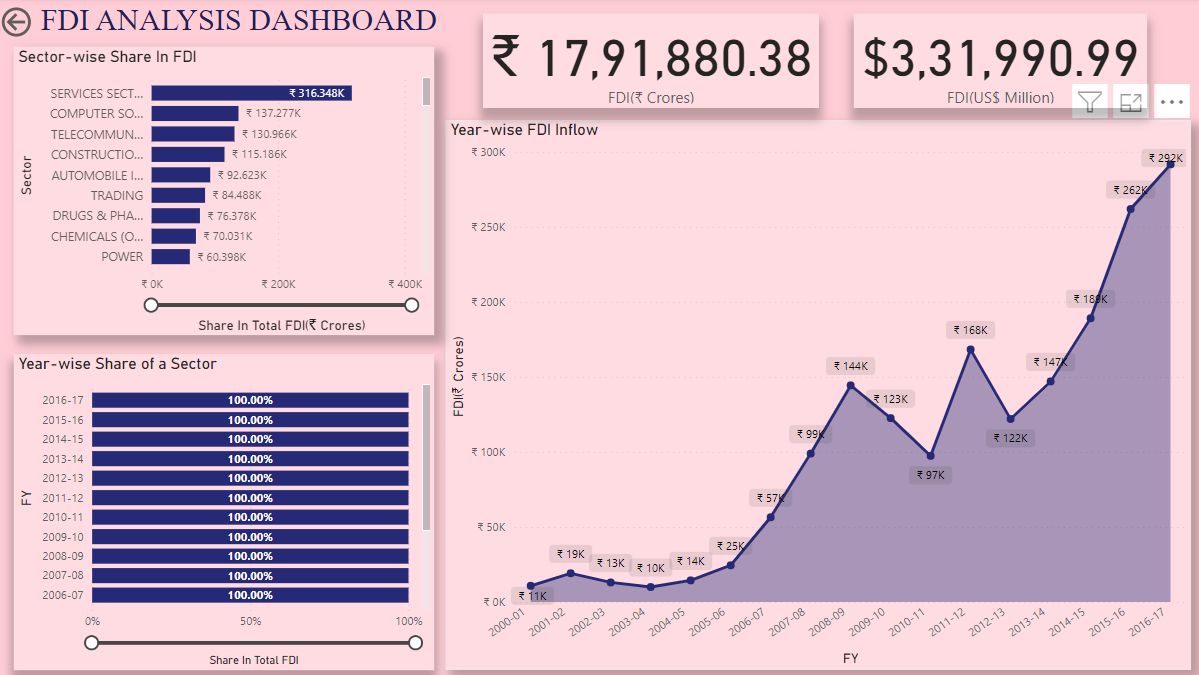 FDI ANALYSIS DASHBOARD
₹ 17,91,880.38
FDI(₹ Crores)
$3,31,990.99
FDI(US$ Million)
Sector-wise Share In FDI
Sector
SERVICES SECT... ₹ 316.348K
COMPUTER SO... ₹ 137.277K
TELECOMMUN... ₹ 130.966K
CONSTRUCTIO... ₹ 115.186K
AUTOMOBILE I... ₹ 92.623K
TRADING ₹ 84.488K
DRUGS & PHA... ₹ 76.378K
CHEMICALS (O... ₹ 70.031K
POWER ₹ 60.398K
₹ 0K ₹ 200K ₹ 400K
Share In Total FDI(₹ Crores)
Year-wise Share of a Sector
FY
2016-17 100.00%
2015-16 100.00%
2014-15 100.00%
2013-14 100.00%
2012-13 100.00%
2011-12 100.00%
2010-11 100.00%
2009-10 100.00%
2008-09 100.00%
2007-08 100.00%
2006-07 100.00%
0% 50% 100%
Share In Total FDI
Year-wise FDI Inflow
FDI(₹ Crores)
₹ 300K
₹ 250K
₹ 200K
₹ 150K
₹ 100K
₹ 50K
₹ 0K
₹ 11K
₹ 19K
₹ 13K
₹ 10K
₹ 14K
₹ 25K
₹ 57K
₹ 99K
₹ 144K
₹ 123K
₹ 97K
₹ 168K
₹ 122K
₹ 147K
₹ 189K
₹ 262K
₹ 292K
2000-01 2001-02 2002-03 2003-04 2004-05 2005-06 2006-07 2007-08 2008-09 2009-10 2010-11 2011-12 2012-13 2013-14 2014-15 2015-16 2016-17
FY